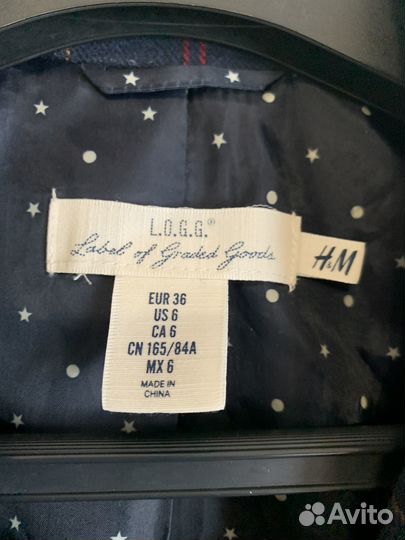 L.O.G.G.®
Label of Graded Goods
H&M
EUR 36
US 6
CA 6
CN 165/84A
MX 6
MADE IN
CHINA
Avito